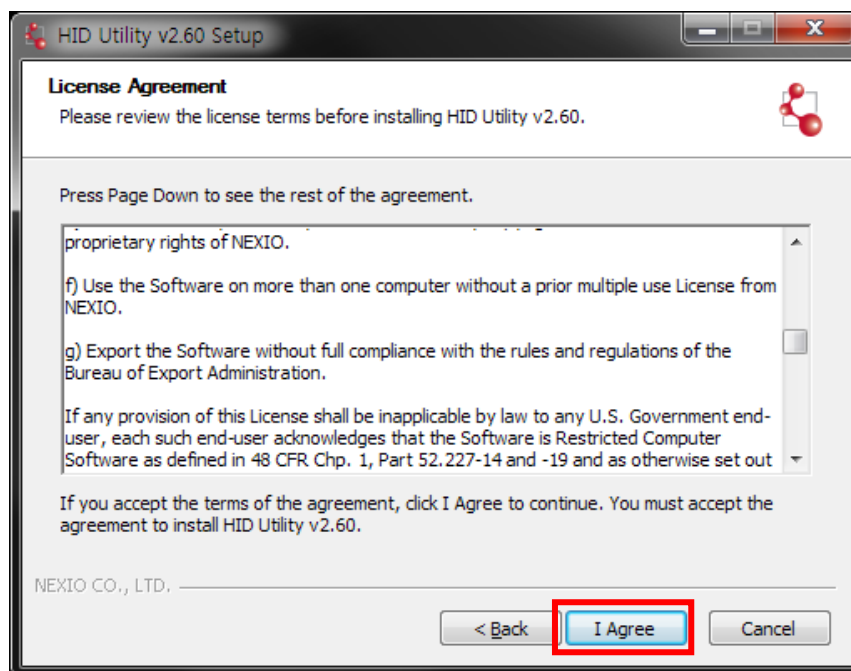 HID Utility v2.60 Setup
License Agreement
Please review the license terms before installing HID Utility v2.60.
Press Page Down to see the rest of the agreement.
proprietary rights of NEXIO.
f) Use the Software on more than one computer without a prior multiple use License from
NEXIO.
g) Export the Software without full compliance with the rules and regulations of the
Bureau of Export Administration.
If any provision of this License shall be inapplicable by law to any U.S. Government end-
user, each such end-user acknowledges that the Software is Restricted Computer
Software as defined in 48 CFR Chp. 1, Part 52.227-14 and -19 and as otherwise set out
If you accept the terms of the agreement, click I Agree to continue. You must accept the
agreement to install HID Utility v2.60.
NEXIO CO., LTD.
< Back
I Agree
Cancel